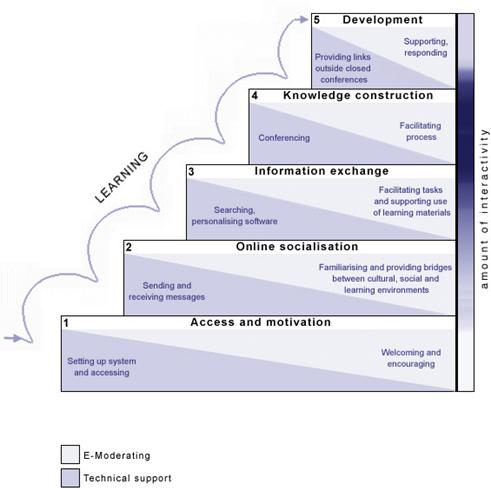 5 Development
Supporting,
responding
Providing links
outside closed
conferences
4 Knowledge construction
Facilitating
process
Conferencing
3 Information exchange
Facilitating tasks
and supporting use
of learning materials
Searching,
personalising software
2 Online socialisation
Familiarising and providing bridges
between cultural, social and
learning environments
Sending and
receiving messages
1 Access and motivation
Welcoming and
encouraging
Setting up system
and accessing
LEARNING
amount of interactivity
E-Moderating
Technical support